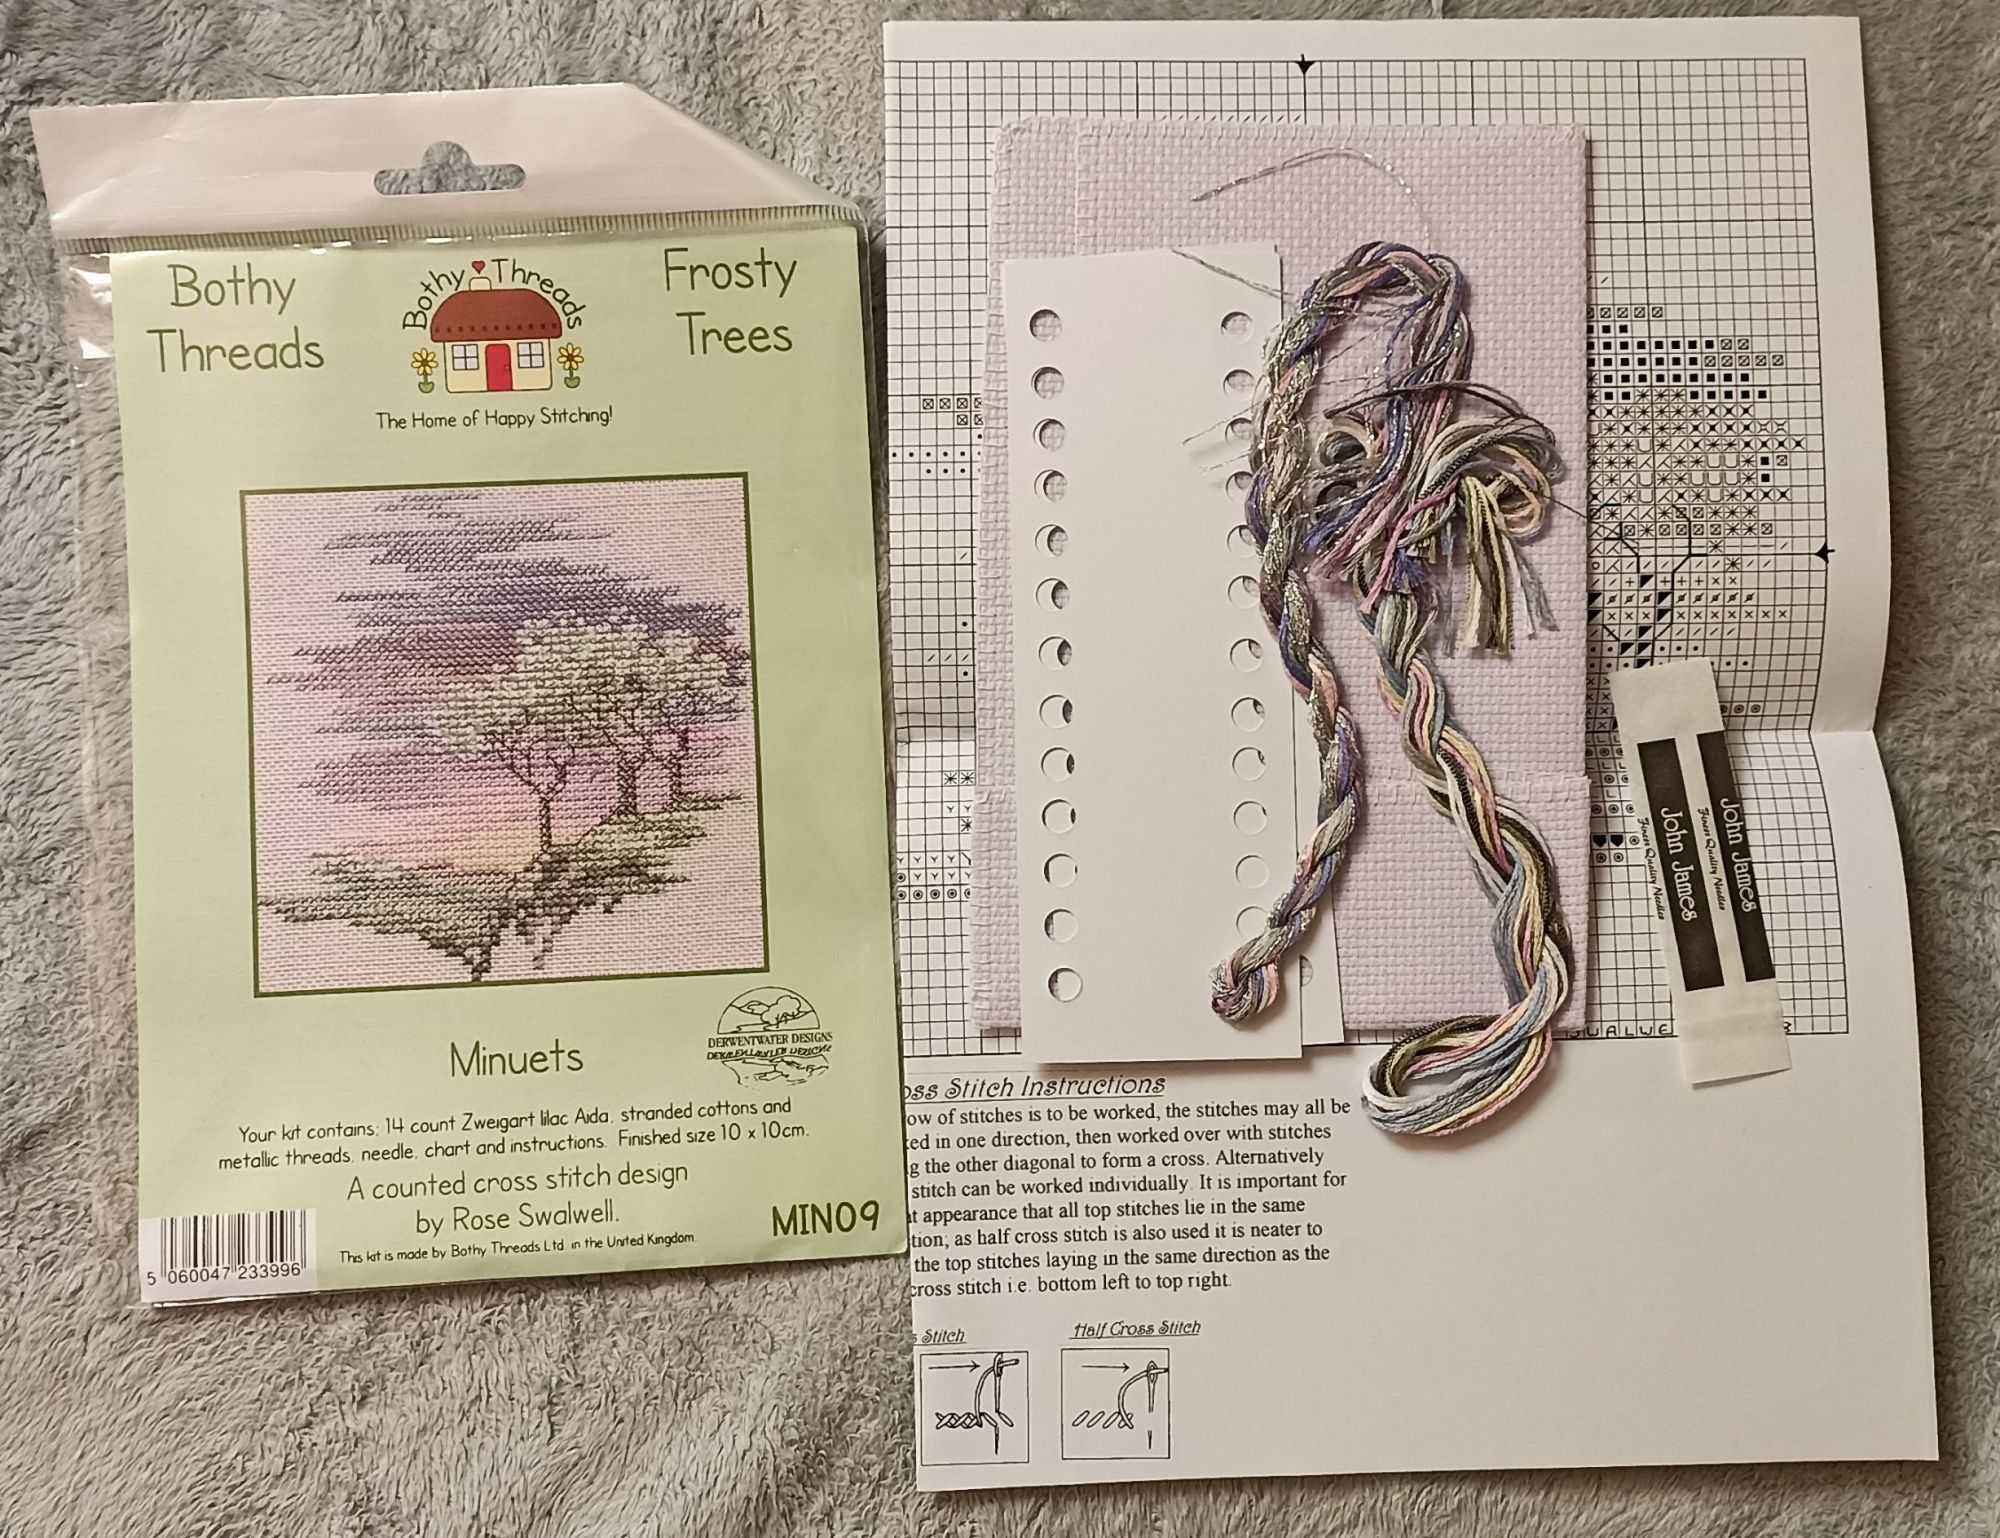 Bothy
Threads
Bothy Threads
Frosty
Trees
The Home of Happy Stitching!
Minuets
DERWENTWATER DESIGNS
Your kit contains; 14 count Zweigart lilac Aida, stranded cottons and
metallic threads, needle, chart and instructions. Finished size 10 x 10cm.
A counted cross stitch design
by Rose Swalwell.
MIN09
This kit is made by Bothy Threads Ltd. in the United Kingdom.
5 060047 233996
John James
Finest Quality Needles
John James
Finest Quality Needles
oss Stitch Instructions
ow of stitches is to be worked, the stitches may all be
ed in one direction, then worked over with stitches
g the other diagonal to form a cross. Alternatively
stitch can be worked individually. It is important for
t appearance that all top stitches lie in the same
tion; as half cross stitch is also used it is neater to
the top stitches laying in the same direction as the
cross stitch i.e. bottom left to top right.
s Stitch
Half Cross Stitch